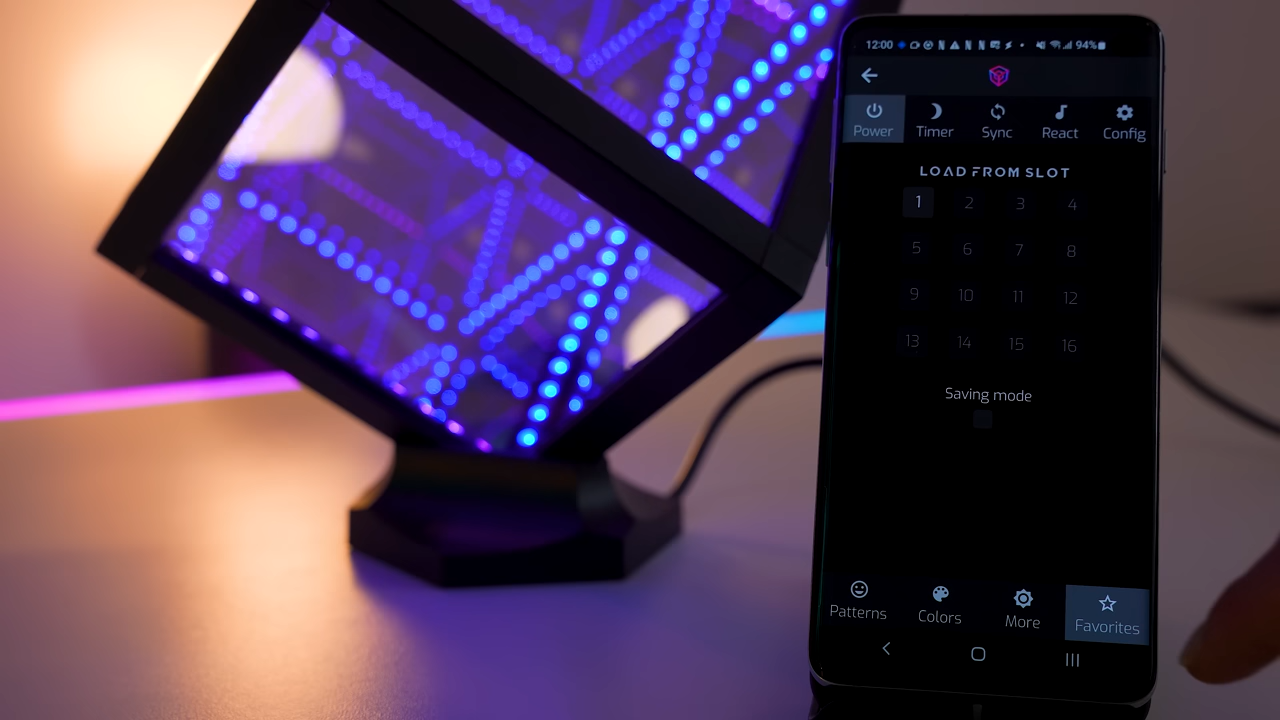 12:00 94%
Power Timer Sync React Config
LOAD FROM SLOT
1 2 3 4
5 6 7 8
9 10 11 12
13 14 15 16
Saving mode
Patterns Colors More Favorites